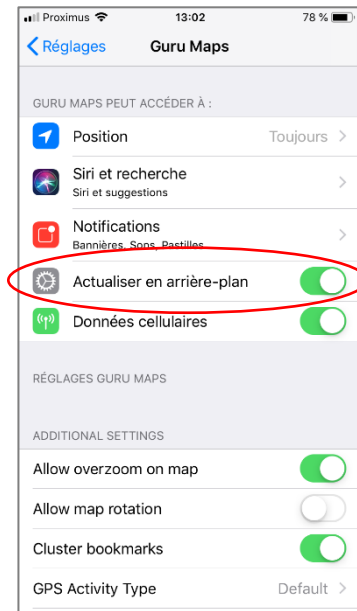 Proximus 13:02 78 %
Réglages Guru Maps
GURU MAPS PEUT ACCÉDER À :
Position Toujours
Siri et recherche
Siri et suggestions
Notifications
Bannières, Sons, Pastilles
Actualiser en arrière-plan
Données cellulaires
RÉGLAGES GURU MAPS
ADDITIONAL SETTINGS
Allow overzoom on map
Allow map rotation
Cluster bookmarks
GPS Activity Type Default